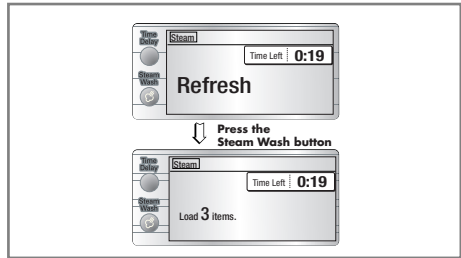 Time
Delay
Steam
Time Left 0:19
Steam
Wash
Refresh
Press the
Steam Wash button
Time
Delay
Steam
Time Left 0:19
Steam
Wash
Load 3 items.